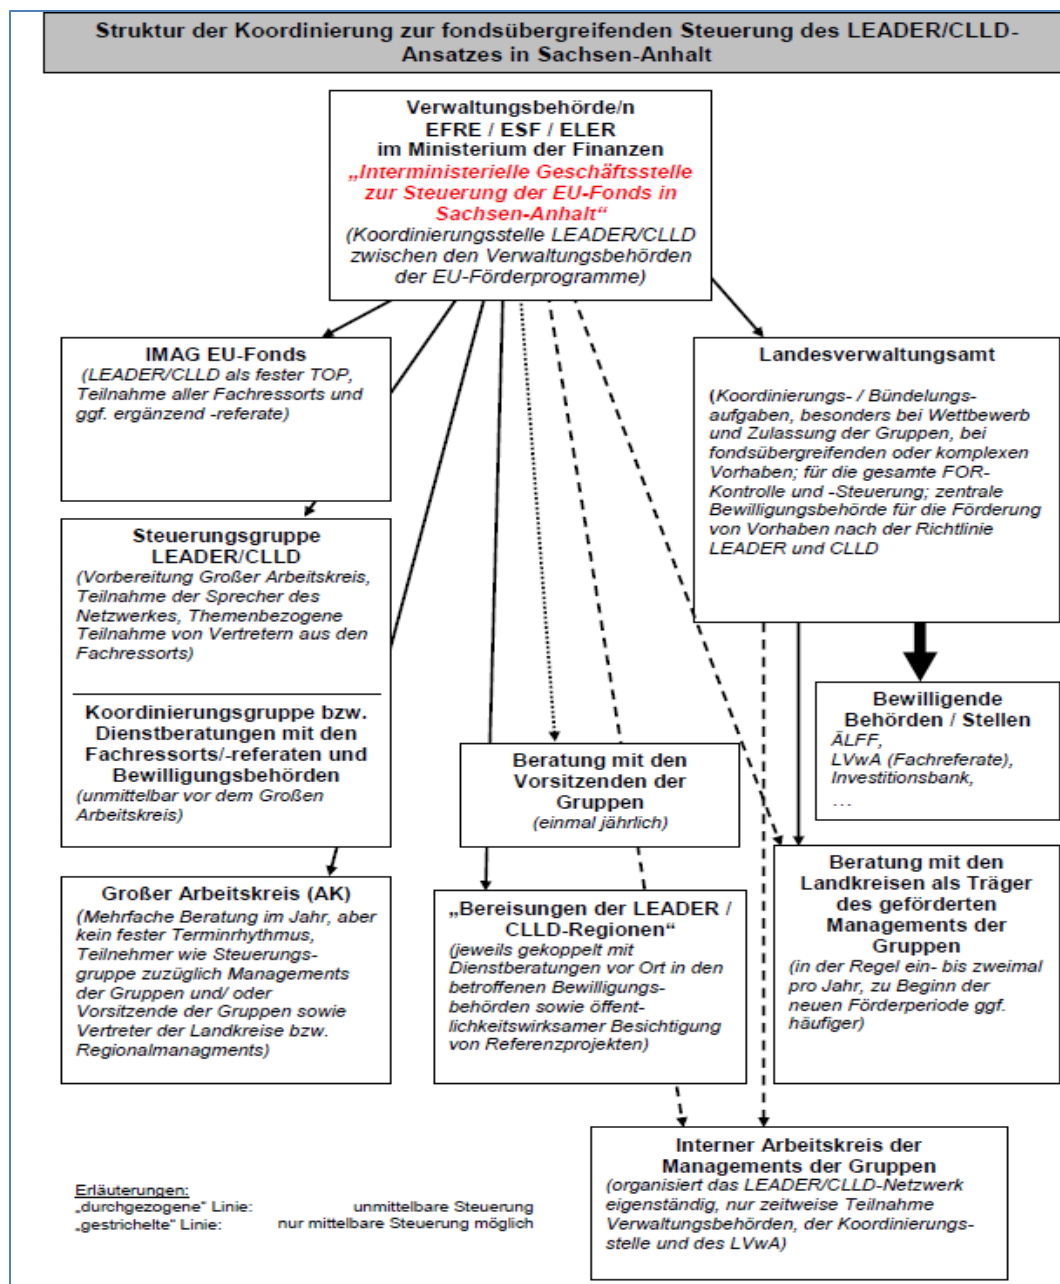 Struktur der Koordinierung zur fondsübergreifenden Steuerung des LEADER/CLLD-
Ansatzes in Sachsen-Anhalt
Verwaltungsbehörde/n
EFRE / ESF / ELER
im Ministerium der Finanzen
„Interministerielle Geschäftsstelle
zur Steuerung der EU-Fonds in
Sachsen-Anhalt“
(Koordinierungsstelle LEADER/CLLD
zwischen den Verwaltungsbehörden
der EU-Förderprogramme)
IMAG EU-Fonds
(LEADER/CLLD als fester TOP,
Teilnahme aller Fachressorts und
ggf. ergänzend -referate)
Landesverwaltungsamt
(Koordinierungs- / Bündelungs-
aufgaben, besonders bei Wettbewerb
und Zulassung der Gruppen, bei
fondsübergreifenden oder komplexen
Vorhaben; für die gesamte FOR-
Kontrolle und -Steuerung; zentrale
Bewilligungsbehörde für die Förderung
von Vorhaben nach der Richtlinie
LEADER und CLLD
Steuerungsgruppe
LEADER/CLLD
(Vorbereitung Großer Arbeitskreis,
Teilnahme der Sprecher des
Netzwerkes, Themenbezogene
Teilnahme von Vertretern aus den
Fachressorts)
Koordinierungsgruppe bzw.
Dienstberatungen mit den
Fachressorts/-referaten und
Bewilligungsbehörden
(unmittelbar vor dem Großen
Arbeitskreis)
Bewilligende
Behörden / Stellen
ÄLFF,
LVwA (Fachreferate),
Investitionsbank,
…
Beratung mit den
Vorsitzenden der
Gruppen
(einmal jährlich)
Großer Arbeitskreis (AK)
(Mehrfache Beratung im Jahr, aber
kein fester Terminrhythmus,
Teilnehmer wie Steuerungs-
gruppe zuzüglich Managements
der Gruppen und/ oder
Vorsitzende der Gruppen sowie
Vertreter der Landkreise bzw.
Regionalmanagments)
„Bereisungen der LEADER /
CLLD-Regionen“
(jeweils gekoppelt mit
Dienstberatungen vor Ort in den
betroffenen Bewilligungs-
behörden sowie öffent-
lichkeitswirksamer Besichtigung
von Referenzprojekten)
Beratung mit den
Landkreisen als Träger
des geförderten
Managements der
Gruppen
(in der Regel ein- bis zweimal
pro Jahr, zu Beginn der
neuen Förderperiode ggf.
häufiger)
Interner Arbeitskreis der
Managements der Gruppen
(organisiert das LEADER/CLLD-Netzwerk
eigenständig, nur zeitweise Teilnahme
Verwaltungsbehörden, der Koordinierungs-
stelle und des LVwA)
Erläuterungen:
„durchgezogene“ Linie: unmittelbare Steuerung
„gestrichelte“ Linie: nur mittelbare Steuerung möglich